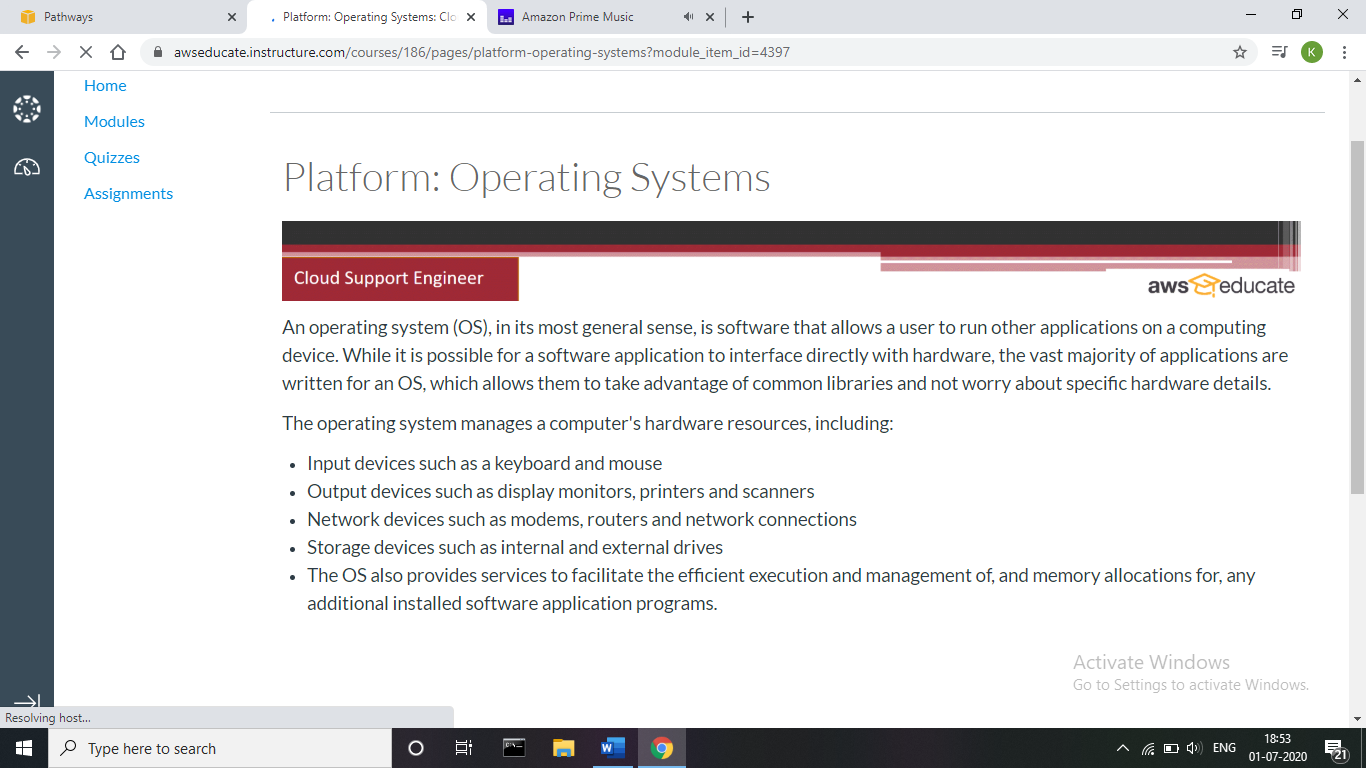 Pathways
Platform: Operating Systems: Clo
Amazon Prime Music
awseducate.instructure.com/courses/186/pages/platform-operating-systems?module_item_id=4397
K
Home
Modules
Quizzes
Assignments
Platform: Operating Systems
Cloud Support Engineer
aws educate
An operating system (OS), in its most general sense, is software that allows a user to run other applications on a computing
device. While it is possible for a software application to interface directly with hardware, the vast majority of applications are
written for an OS, which allows them to take advantage of common libraries and not worry about specific hardware details.
The operating system manages a computer's hardware resources, including:
• Input devices such as a keyboard and mouse
• Output devices such as display monitors, printers and scanners
• Network devices such as modems, routers and network connections
• Storage devices such as internal and external drives
• The OS also provides services to facilitate the efficient execution and management of, and memory allocations for, any
additional installed software application programs.
Activate Windows
Go to Settings to activate Windows.
Resolving host...
Type here to search
ENG
18:53
01-07-2020
21